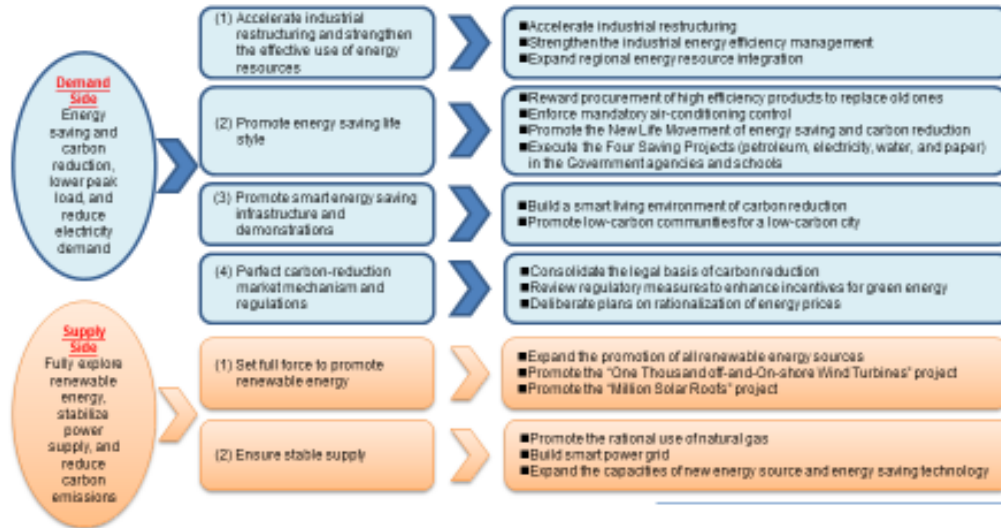 Demand
Side
Energy
saving and
carbon
reduction,
lower peak
load, and
reduce
electricity
demand
(1) Accelerate industrial
restructuring and strengthen
the effective use of energy
resources
■Accelerate industrial restructuring
■Strengthen the industrial energy efficiency management
■Expand regional energy resource integration
(2) Promote energy saving life
style
■Reward procurement of high efficiency products to replace old ones
■Enforce mandatory air-conditioning control
■Promote the New Life Movement of energy saving and carbon reduction
■Execute the Four Saving Projects (petroleum, electricity, water, and paper)
in the Government agencies and schools
(3) Promote smart energy saving
infrastructure and
demonstrations
■Build a smart living environment of carbon reduction
■Promote low-carbon communities for a low-carbon city
(4) Perfect carbon-reduction
market mechanism and
regulations
■Consolidate the legal basis of carbon reduction
■Review regulatory measures to enhance incentives for green energy
■Deliberate plans on rationalization of energy prices
Supply
Side
Fully explore
renewable
energy,
stabilize
power
supply, and
reduce
carbon
emissions
(1) Set full force to promote
renewable energy
■Expand the promotion of all renewable energy sources
■Promote the "One Thousand off-and-On-shore Wind Turbines" project
■Promote the "Million Solar Roofs" project
(2) Ensure stable supply
■Promote the rational use of natural gas
■Build smart power grid
■Expand the capacities of new energy source and energy saving technology